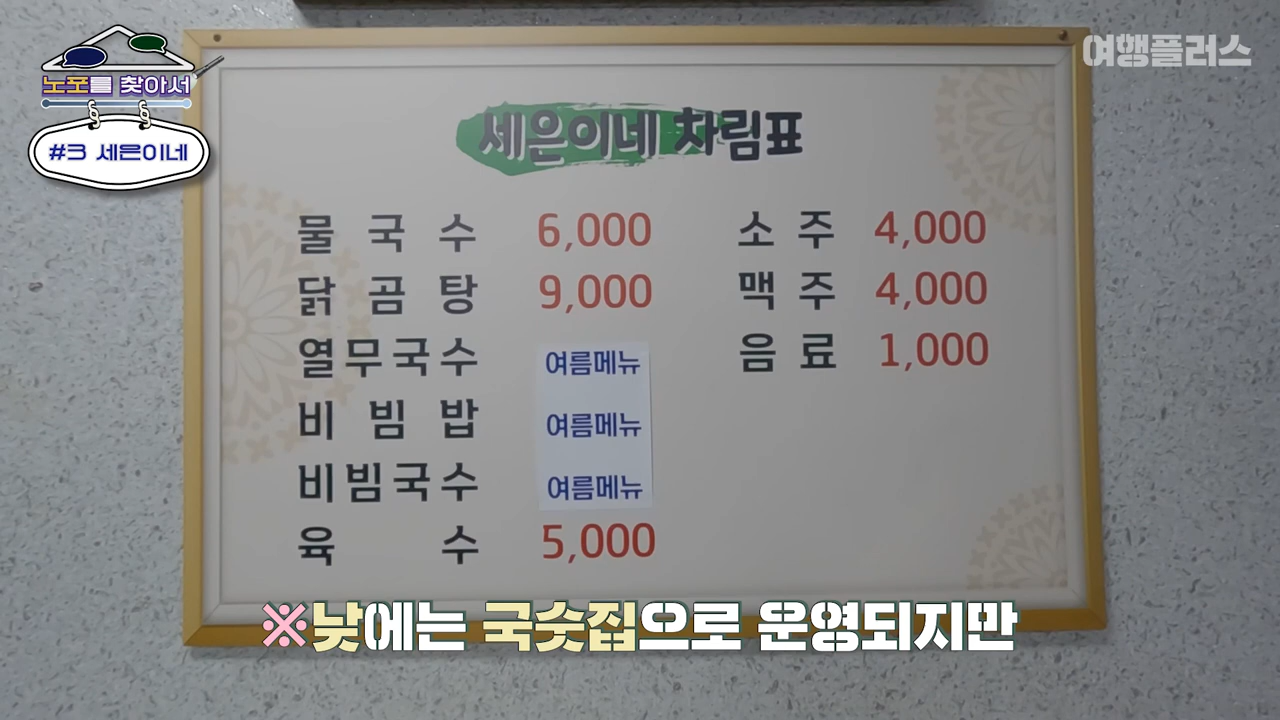 노포를 찾아서
#3 세은이네
여행플러스
세은이네 차림표
물국수 6,000
닭곰탕 9,000
열무국수 여름메뉴
비빔밥 여름메뉴
비빔국수 여름메뉴
육수 5,000
소주 4,000
맥주 4,000
음료 1,000
※낮에는 국숫집으로 운영되지만